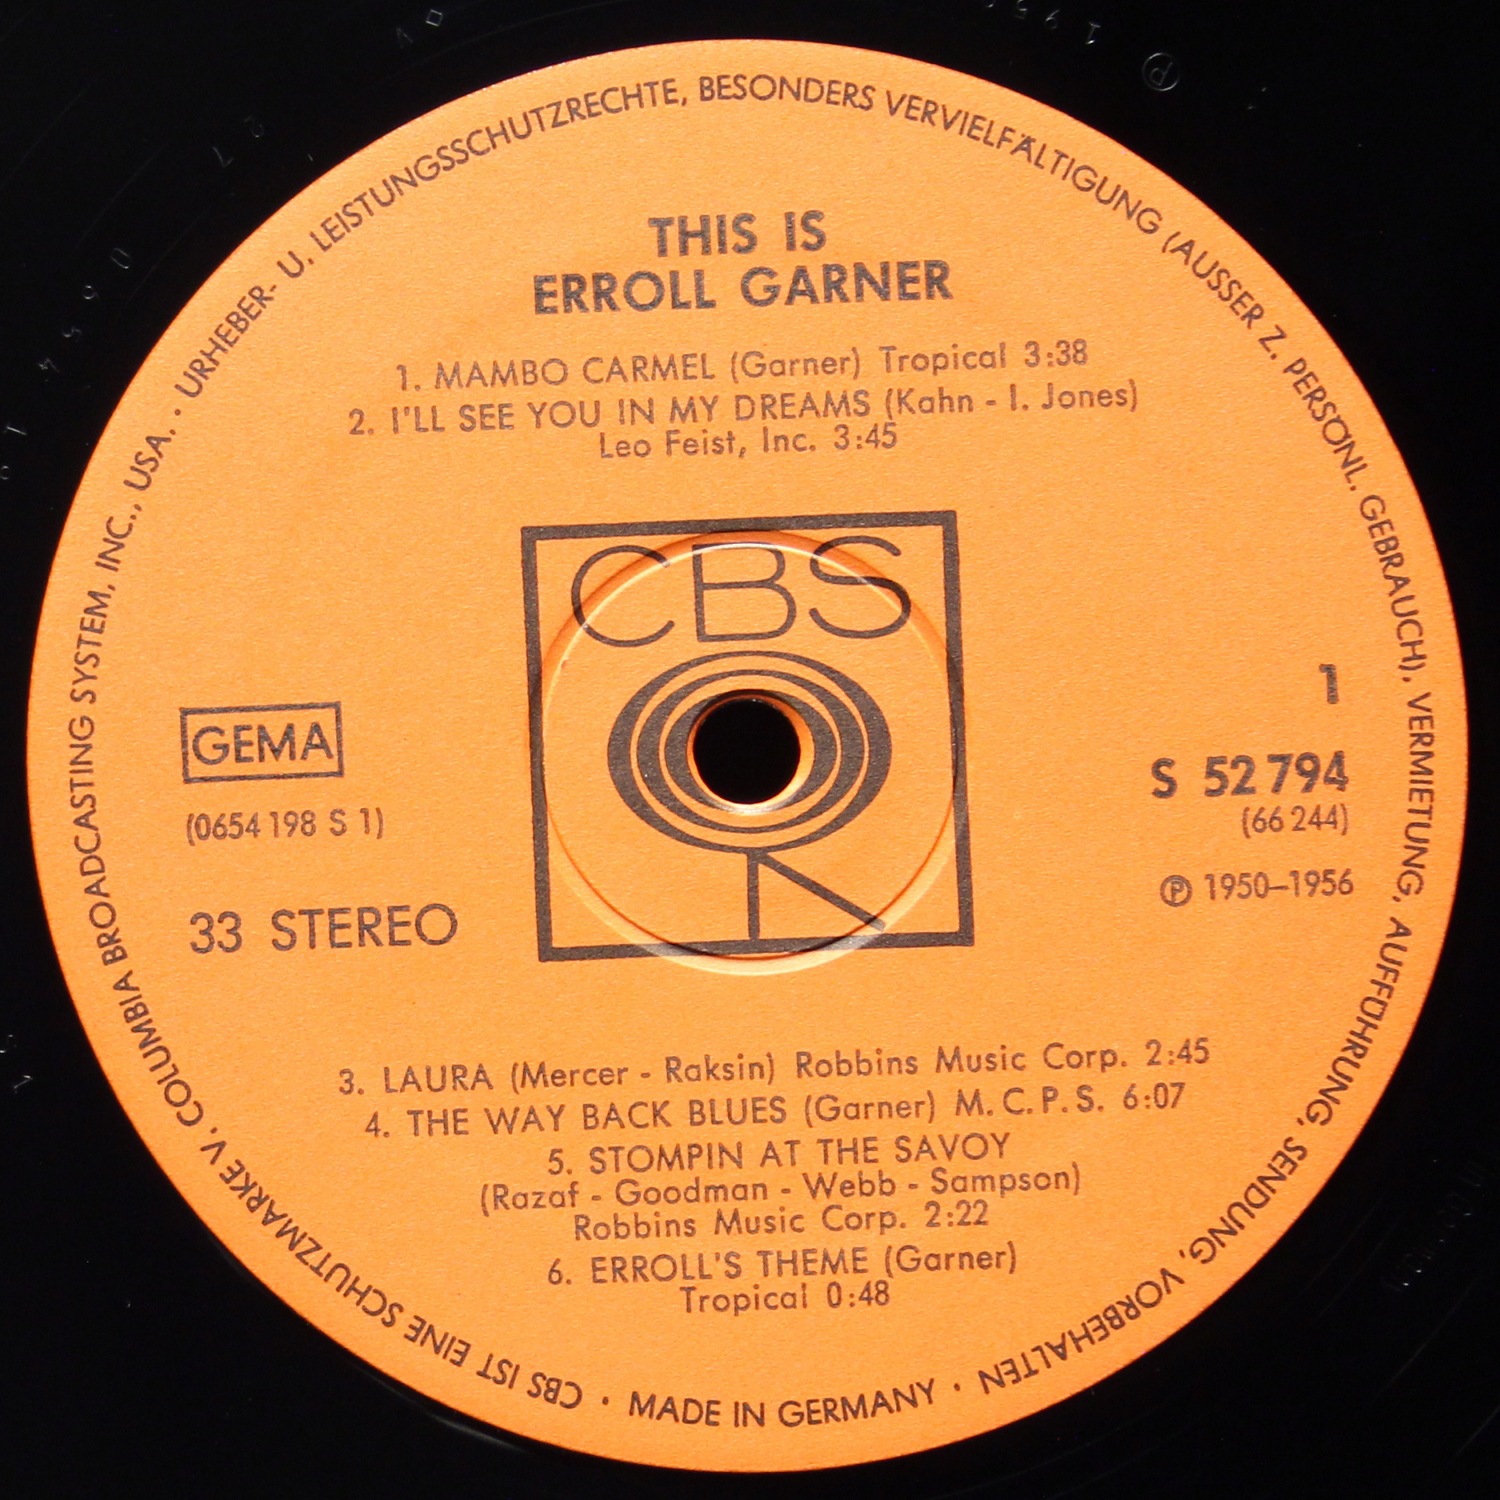 THIS IS
ERROLL GARNER
1. MAMBO CARMEL (Garner) Tropical 3:38
2. I'LL SEE YOU IN MY DREAMS (Kahn - I. Jones)
Leo Feist, Inc. 3:45
CBS
GEMA
(0654 198 S 1)
33 STEREO
1
S 52 794
(66 244)
℗ 1950–1956
3. LAURA (Mercer - Raksin) Robbins Music Corp. 2:45
4. THE WAY BACK BLUES (Garner) M.C.P.S. 6:07
5. STOMPIN AT THE SAVOY
(Razaf - Goodman - Webb - Sampson)
Robbins Music Corp. 2:22
6. ERROLL'S THEME (Garner)
Tropical 0:48
CBS IST EINE SCHUTZMARKE V. COLUMBIA BROADCASTING SYSTEM, INC., USA. · URHEBER- U. LEISTUNGSSCHUTZRECHTE, BESONDERS VERVIELFÄLTIGUNG (AUSSER Z. PERSÖNL. GEBRAUCH), VERMIETUNG, AUFFÜHRUNG, SENDUNG, VORBEHALTEN · MADE IN GERMANY ·